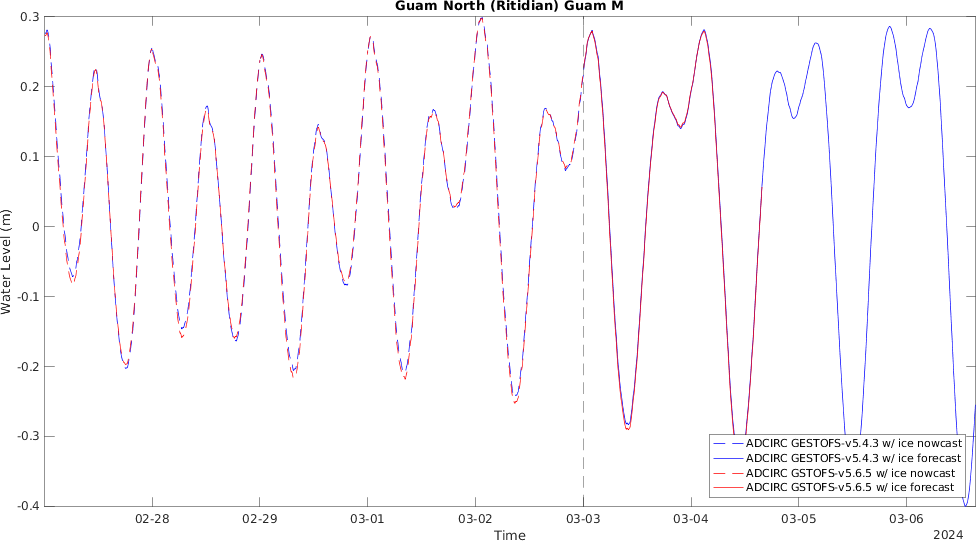 Guam North (Ritidian) Guam M
0.3
0.2
0.1
0
-0.1
-0.2
-0.3
-0.4
Water Level (m)
ADCIRC GESTOFS-v5.4.3 w/ ice nowcast
ADCIRC GESTOFS-v5.4.3 w/ ice forecast
ADCIRC GSTOFS-v5.6.5 w/ ice nowcast
ADCIRC GSTOFS-v5.6.5 w/ ice forecast
02-28 02-29 03-01 03-02 03-03 03-04 03-05 03-06
Time
2024